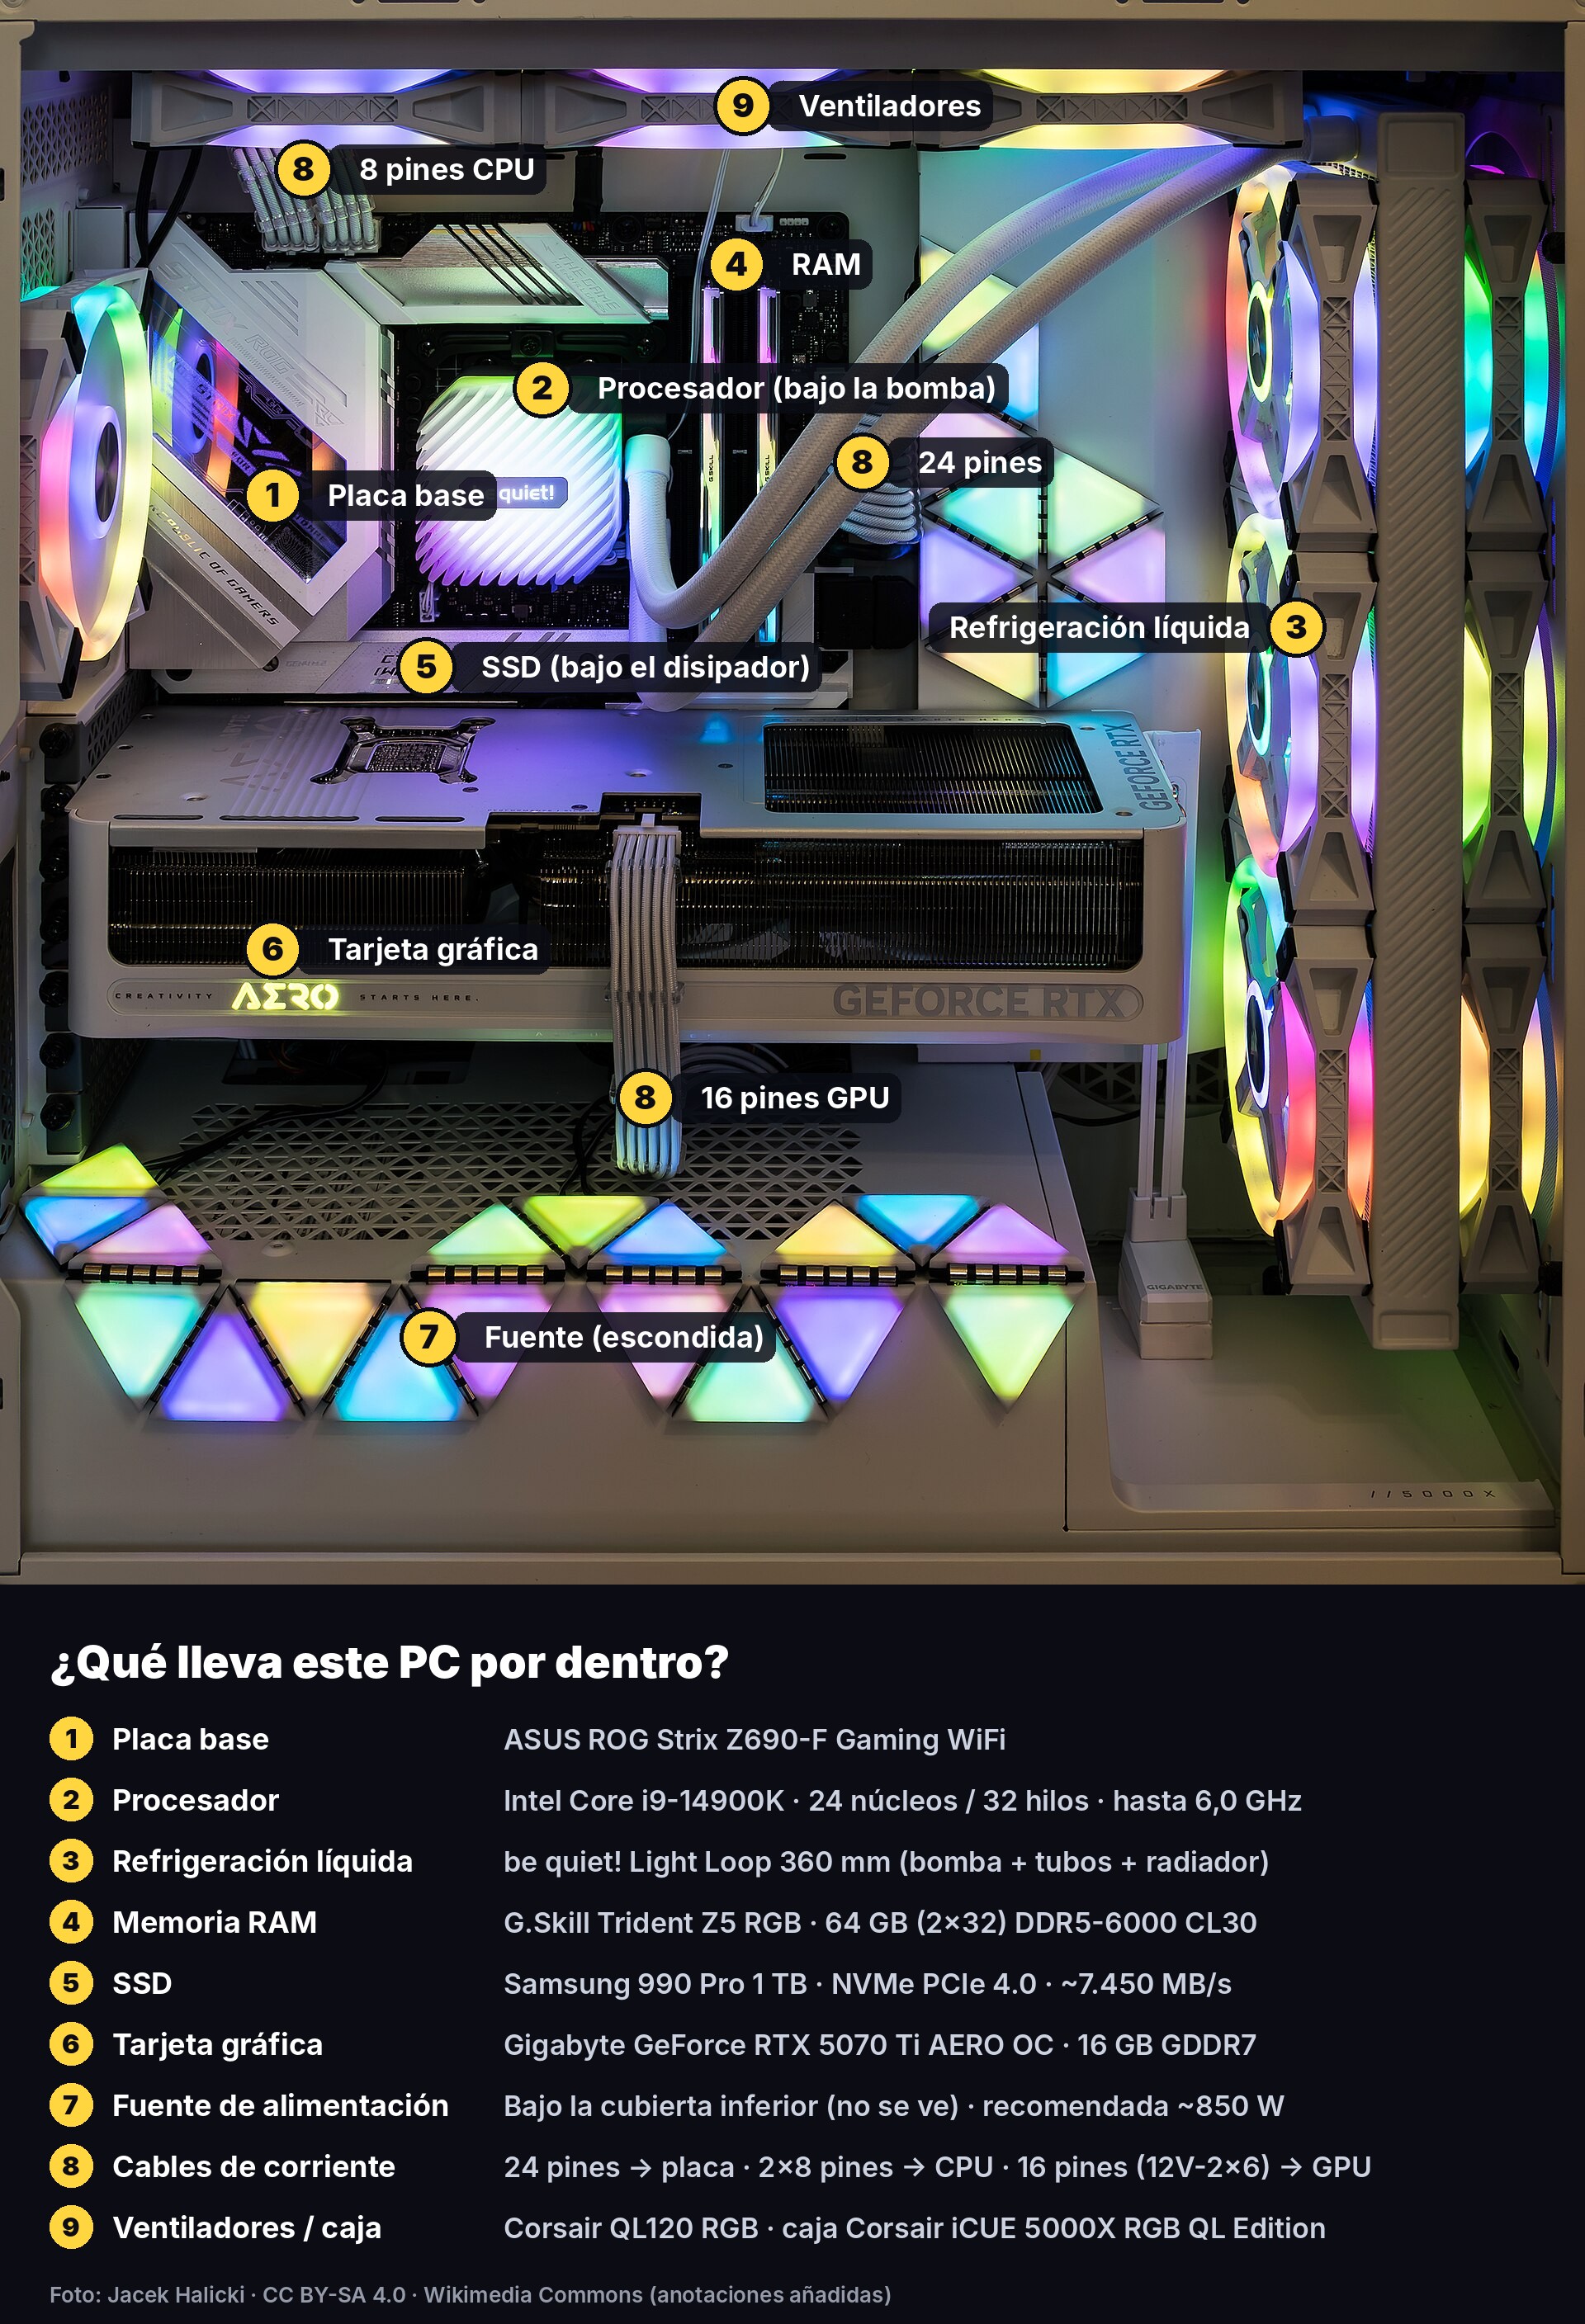 9 Ventiladores
8 8 pines CPU
4 RAM
2 Procesador (bajo la bomba)
G.SKILL
8 24 pines
1 Placa base
quiet!
REPUBLIC OF GAMERS
Refrigeración líquida 3
5 SSD (bajo el disipador)
GEFORCE RTX
6 Tarjeta gráfica
CREATIVITY AERO STARTS HERE.
GEFORCE RTX
8 16 pines GPU
GIGABYTE
7 Fuente (escondida)
5000X
¿Qué lleva este PC por dentro?
1 Placa base ASUS ROG Strix Z690-F Gaming WiFi
2 Procesador Intel Core i9-14900K · 24 núcleos / 32 hilos · hasta 6,0 GHz
3 Refrigeración líquida be quiet! Light Loop 360 mm (bomba + tubos + radiador)
4 Memoria RAM G.Skill Trident Z5 RGB · 64 GB (2×32) DDR5-6000 CL30
5 SSD Samsung 990 Pro 1 TB · NVMe PCIe 4.0 · ~7.450 MB/s
6 Tarjeta gráfica Gigabyte GeForce RTX 5070 Ti AERO OC · 16 GB GDDR7
7 Fuente de alimentación Bajo la cubierta inferior (no se ve) · recomendada ~850 W
8 Cables de corriente 24 pines → placa · 2×8 pines → CPU · 16 pines (12V-2×6) → GPU
9 Ventiladores / caja Corsair QL120 RGB · caja Corsair iCUE 5000X RGB QL Edition
Foto: Jacek Halicki · CC BY-SA 4.0 · Wikimedia Commons (anotaciones añadidas)